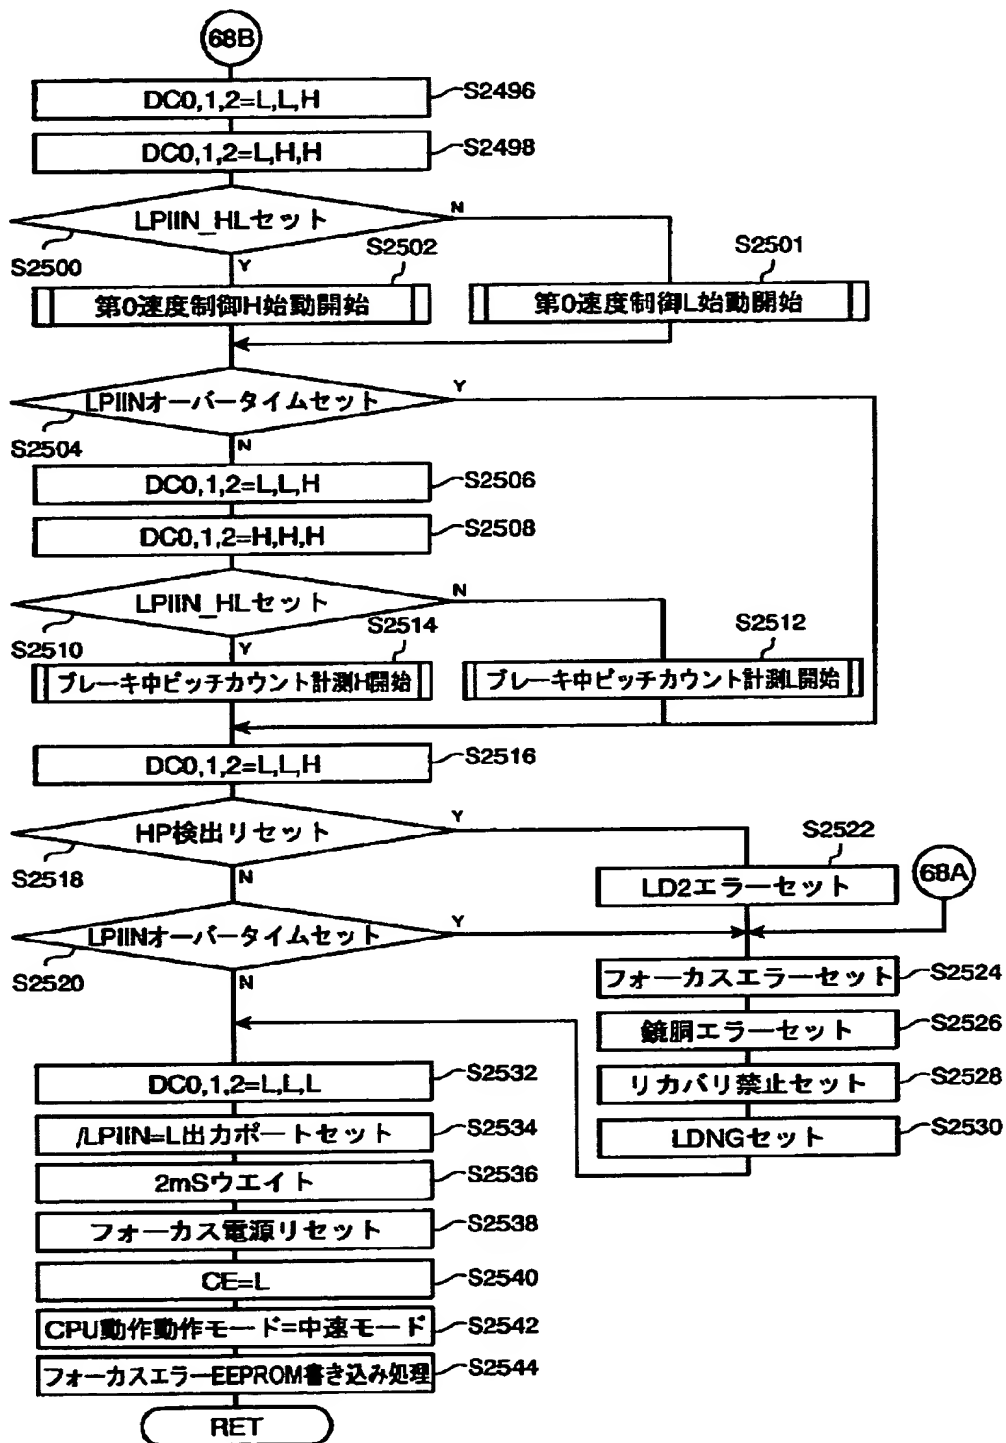 68B
DC0,1,2=L,L,H
S2496
DC0,1,2=L,H,H
S2498
LPIIN_HLセット
N
S2500
Y
S2502
S2501
第0速度制御H始動開始
第0速度制御L始動開始
LPIINオーバータイムセット
Y
S2504
N
DC0,1,2=L,L,H
S2506
DC0,1,2=H,H,H
S2508
LPIIN_HLセット
N
S2510
Y
S2514
S2512
ブレーキ中ピッチカウント計測H開始
ブレーキ中ピッチカウント計測L開始
DC0,1,2=L,L,H
S2516
HP検出リセット
Y
S2518
N
S2522
LD2エラーセット
68A
LPIINオーバータイムセット
Y
S2520
N
フォーカスエラーセット
S2524
鏡胴エラーセット
S2526
リカバリ禁止セット
S2528
LDNGセット
S2530
DC0,1,2=L,L,L
S2532
/LPIIN=L出力ポートセット
S2534
2mSウエイト
S2536
フォーカス電源リセット
S2538
CE=L
S2540
CPU動作動作モード=中速モード
S2542
フォーカスエラーEEPROM書き込み処理
S2544
RET